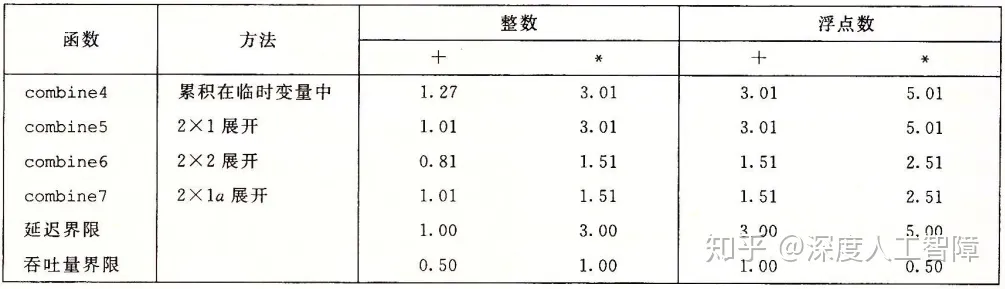 函数 方法 整数 浮点数
+ * + *
combine4 累积在临时变量中 1.27 3.01 3.01 5.01
combine5 2×1展开 1.01 3.01 3.01 5.01
combine6 2×2展开 0.81 1.51 1.51 2.51
combine7 2×1a展开 1.01 1.51 1.51 2.51
延迟界限 1.00 3.00 3.00 5.00
吞吐量界限 0.50 1.00 1.00 0.50
知乎 @深度人工智障